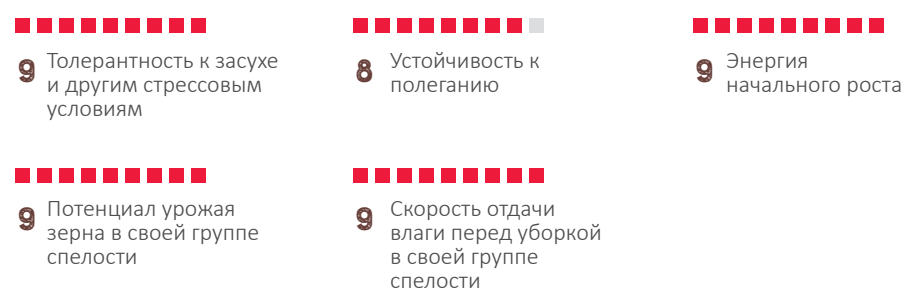 9 Толерантность к засухе
и другим стрессовым
условиям
8 Устойчивость к
полеганию
9 Энергия
начального роста
9 Потенциал урожая
зерна в своей группе
спелости
9 Скорость отдачи
влаги перед уборкой
в своей группе
спелости